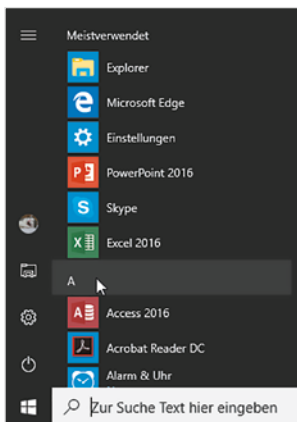 Meistverwendet
Explorer
Microsoft Edge
Einstellungen
PowerPoint 2016
Skype
Excel 2016
A
Access 2016
Acrobat Reader DC
Alarm & Uhr
Zur Suche Text hier eingeben